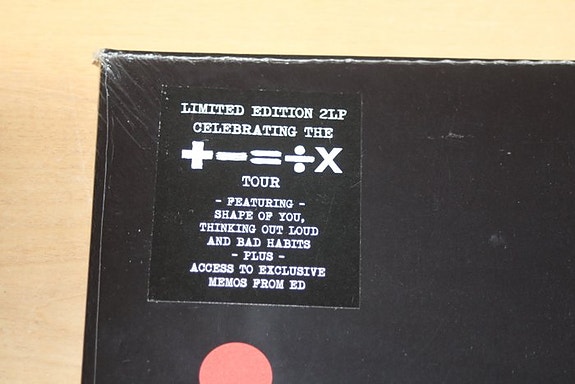 LIMITED EDITION 2LP
CELEBRATING THE
+-=÷x
TOUR
- FEATURING -
SHAPE OF YOU,
THINKING OUT LOUD
AND BAD HABITS
- PLUS -
ACCESS TO EXCLUSIVE
MEMOS FROM ED